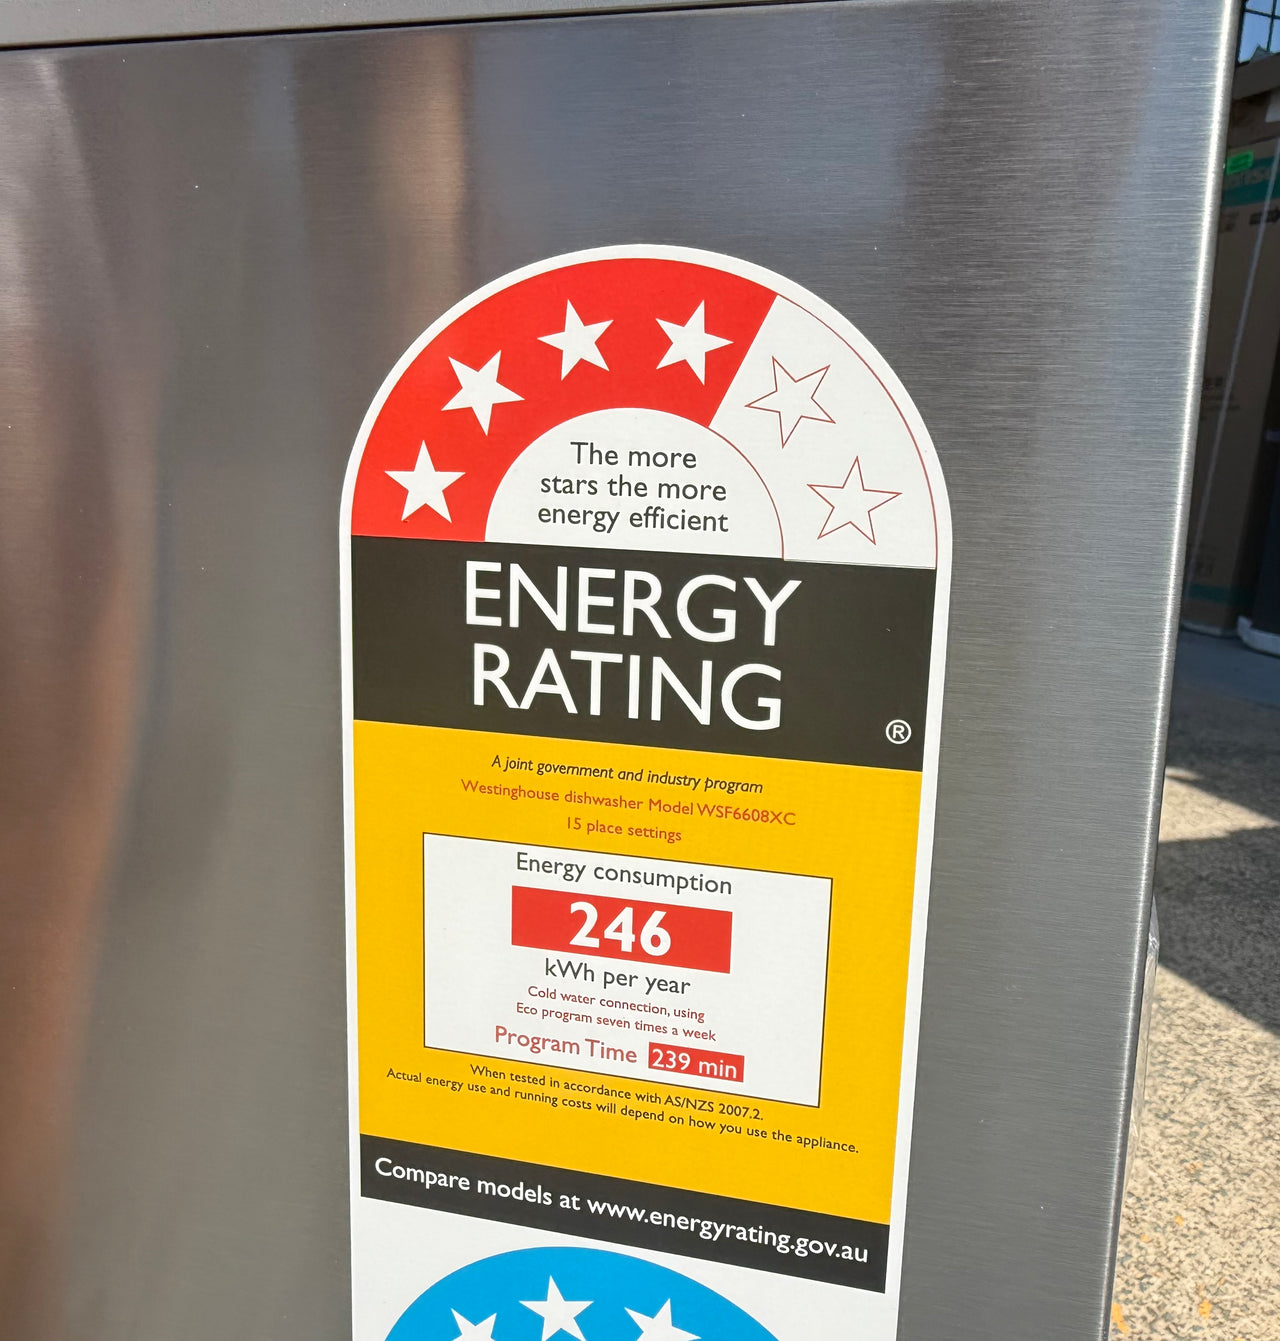 The more
stars the more
energy efficient
ENERGY
RATING
®
A joint government and industry program
Westinghouse dishwasher Model WSF6608XC
15 place settings
Energy consumption
246
kWh per year
Cold water connection, using
Eco program seven times a week
Program Time 239 min
When tested in accordance with AS/NZS 2007.2.
Actual energy use and running costs will depend on how you use the appliance.
Compare models at www.energyrating.gov.au